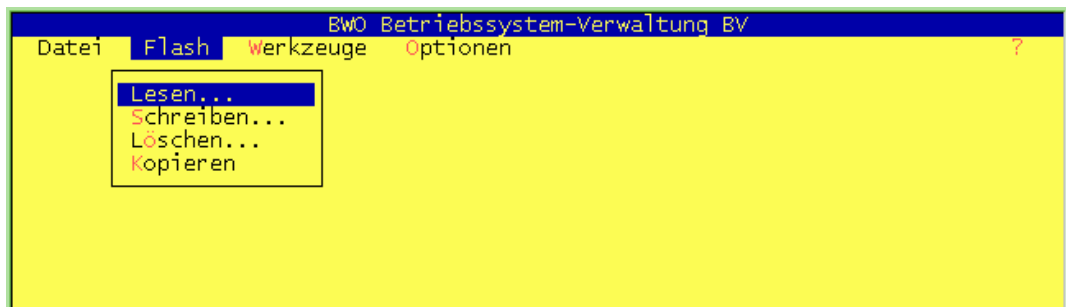 BWO Betriebssystem-Verwaltung BV
Datei Flash Werkzeuge Optionen ?
Lesen...
Schreiben...
Löschen...
Kopieren